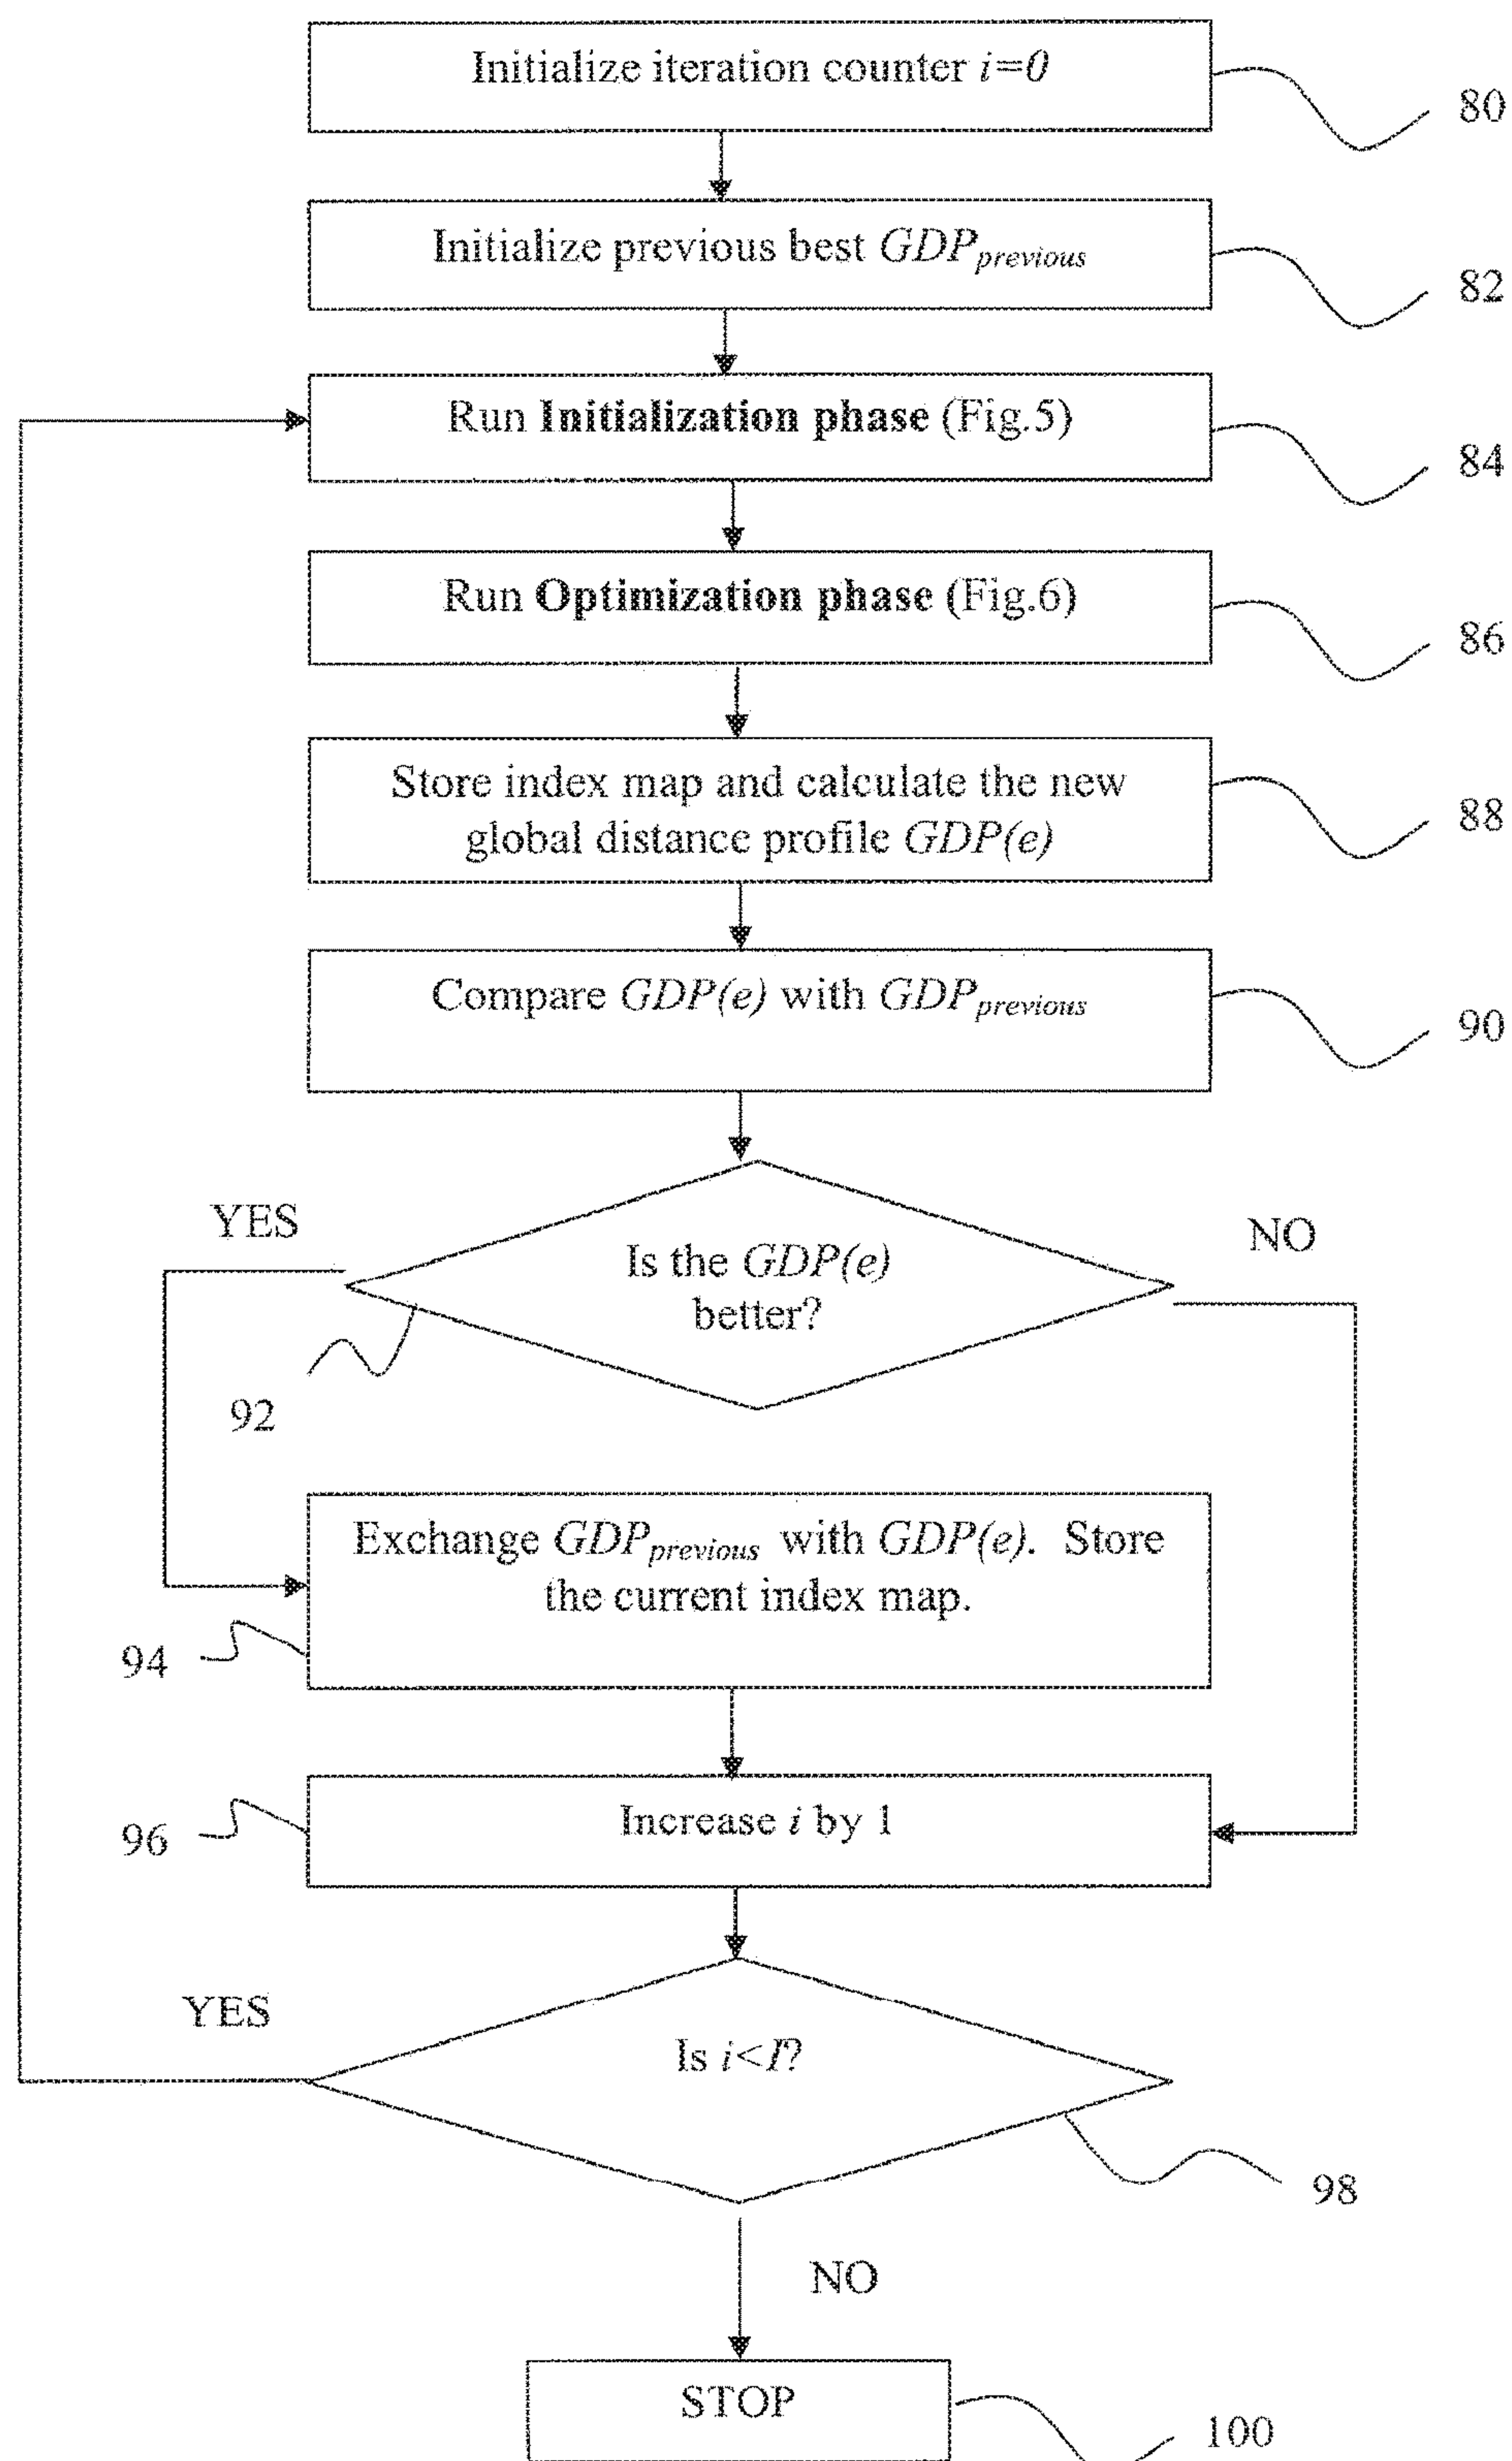 Initialize iteration counter i=0
80
Initialize previous best GDPprevious
82
Run Initialization phase (Fig.5)
84
Run Optimization phase (Fig.6)
86
Store index map and calculate the new
global distance profile GDP(e)
88
Compare GDP(e) with GDPprevious
90
YES
NO
Is the GDP(e)
better?
92
Exchange GDPprevious with GDP(e). Store
the current index map.
94
Increase i by 1
96
YES
Is i<I?
98
NO
STOP
100